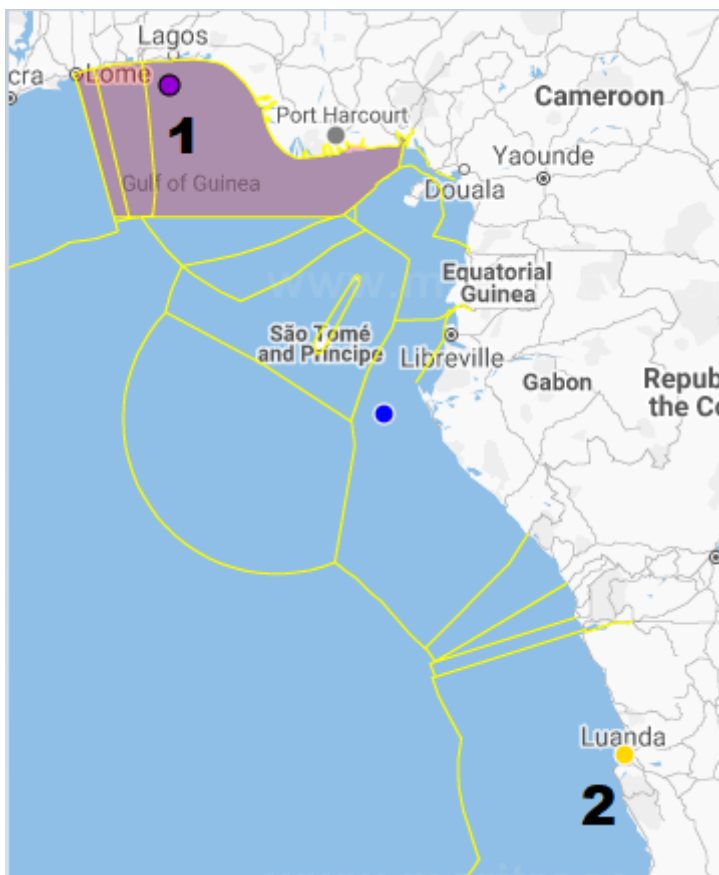 Lagos
cra
Lome
1
Port Harcourt
Cameroon
Yaounde
Gulf of Guinea
Douala
Equatorial
Guinea
São Tomé
and Príncipe
Libreville
Gabon
Repub
the Co
Luanda
2